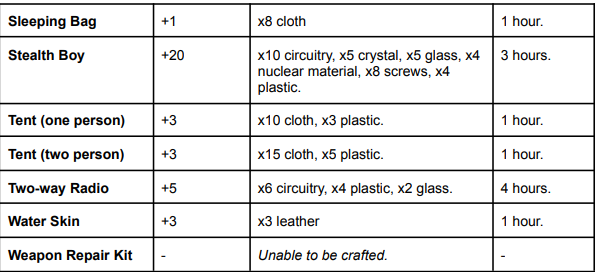 Sleeping Bag +1 x8 cloth 1 hour.
Stealth Boy +20 x10 circuitry, x5 crystal, x5 glass, x4 3 hours.
nuclear material, x8 screws, x4
plastic.
Tent (one person) +3 x10 cloth, x3 plastic. 1 hour.
Tent (two person) +3 x15 cloth, x5 plastic. 1 hour.
Two-way Radio +5 x6 circuitry, x4 plastic, x2 glass. 4 hours.
Water Skin +3 x3 leather 1 hour.
Weapon Repair Kit - Unable to be crafted. -